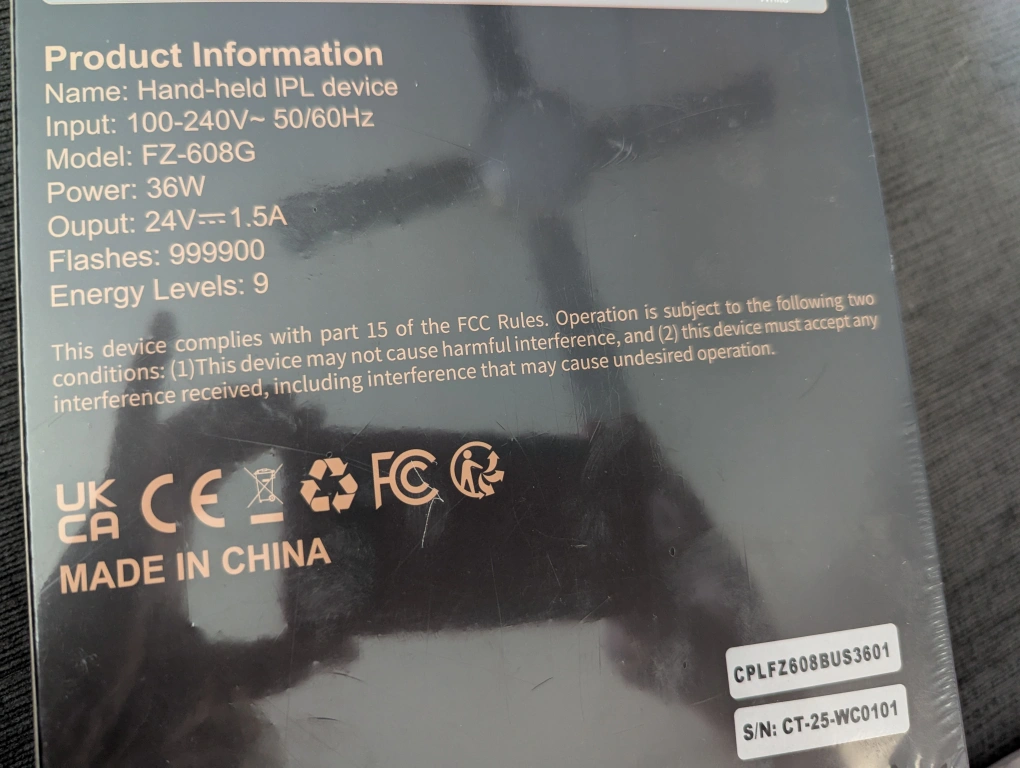 Product Information
Name: Hand-held IPL device
Input: 100-240V~ 50/60Hz
Model: FZ-608G
Power: 36W
Ouput: 24V⎓1.5A
Flashes: 999900
Energy Levels: 9
This device complies with part 15 of the FCC Rules. Operation is subject to the following two
conditions: (1)This device may not cause harmful interference, and (2) this device must accept any
interference received, including interference that may cause undesired operation.
UK
CA
CE
FC
MADE IN CHINA
CPLFZ608BUS3601
S/N: CT-25-WC0101